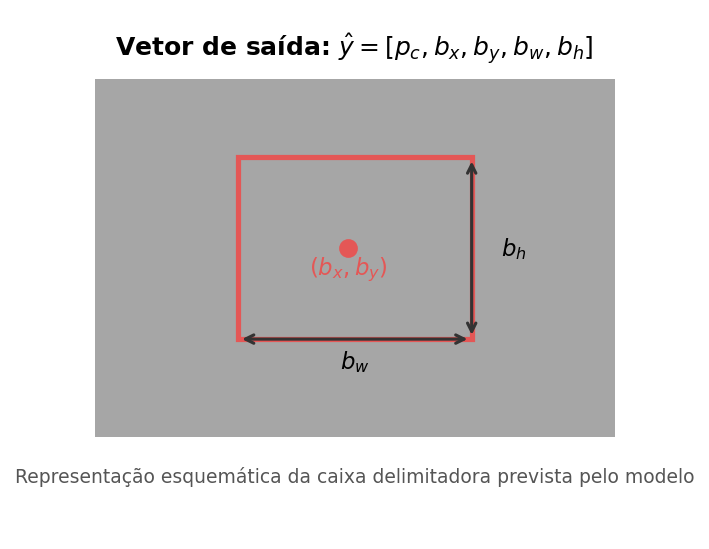 Vetor de saída: $\hat{y} = [p_c, b_x, b_y, b_w, b_h]$
$b_h$
$(b_x, b_y)$
$b_w$
Representação esquemática da caixa delimitadora prevista pelo modelo